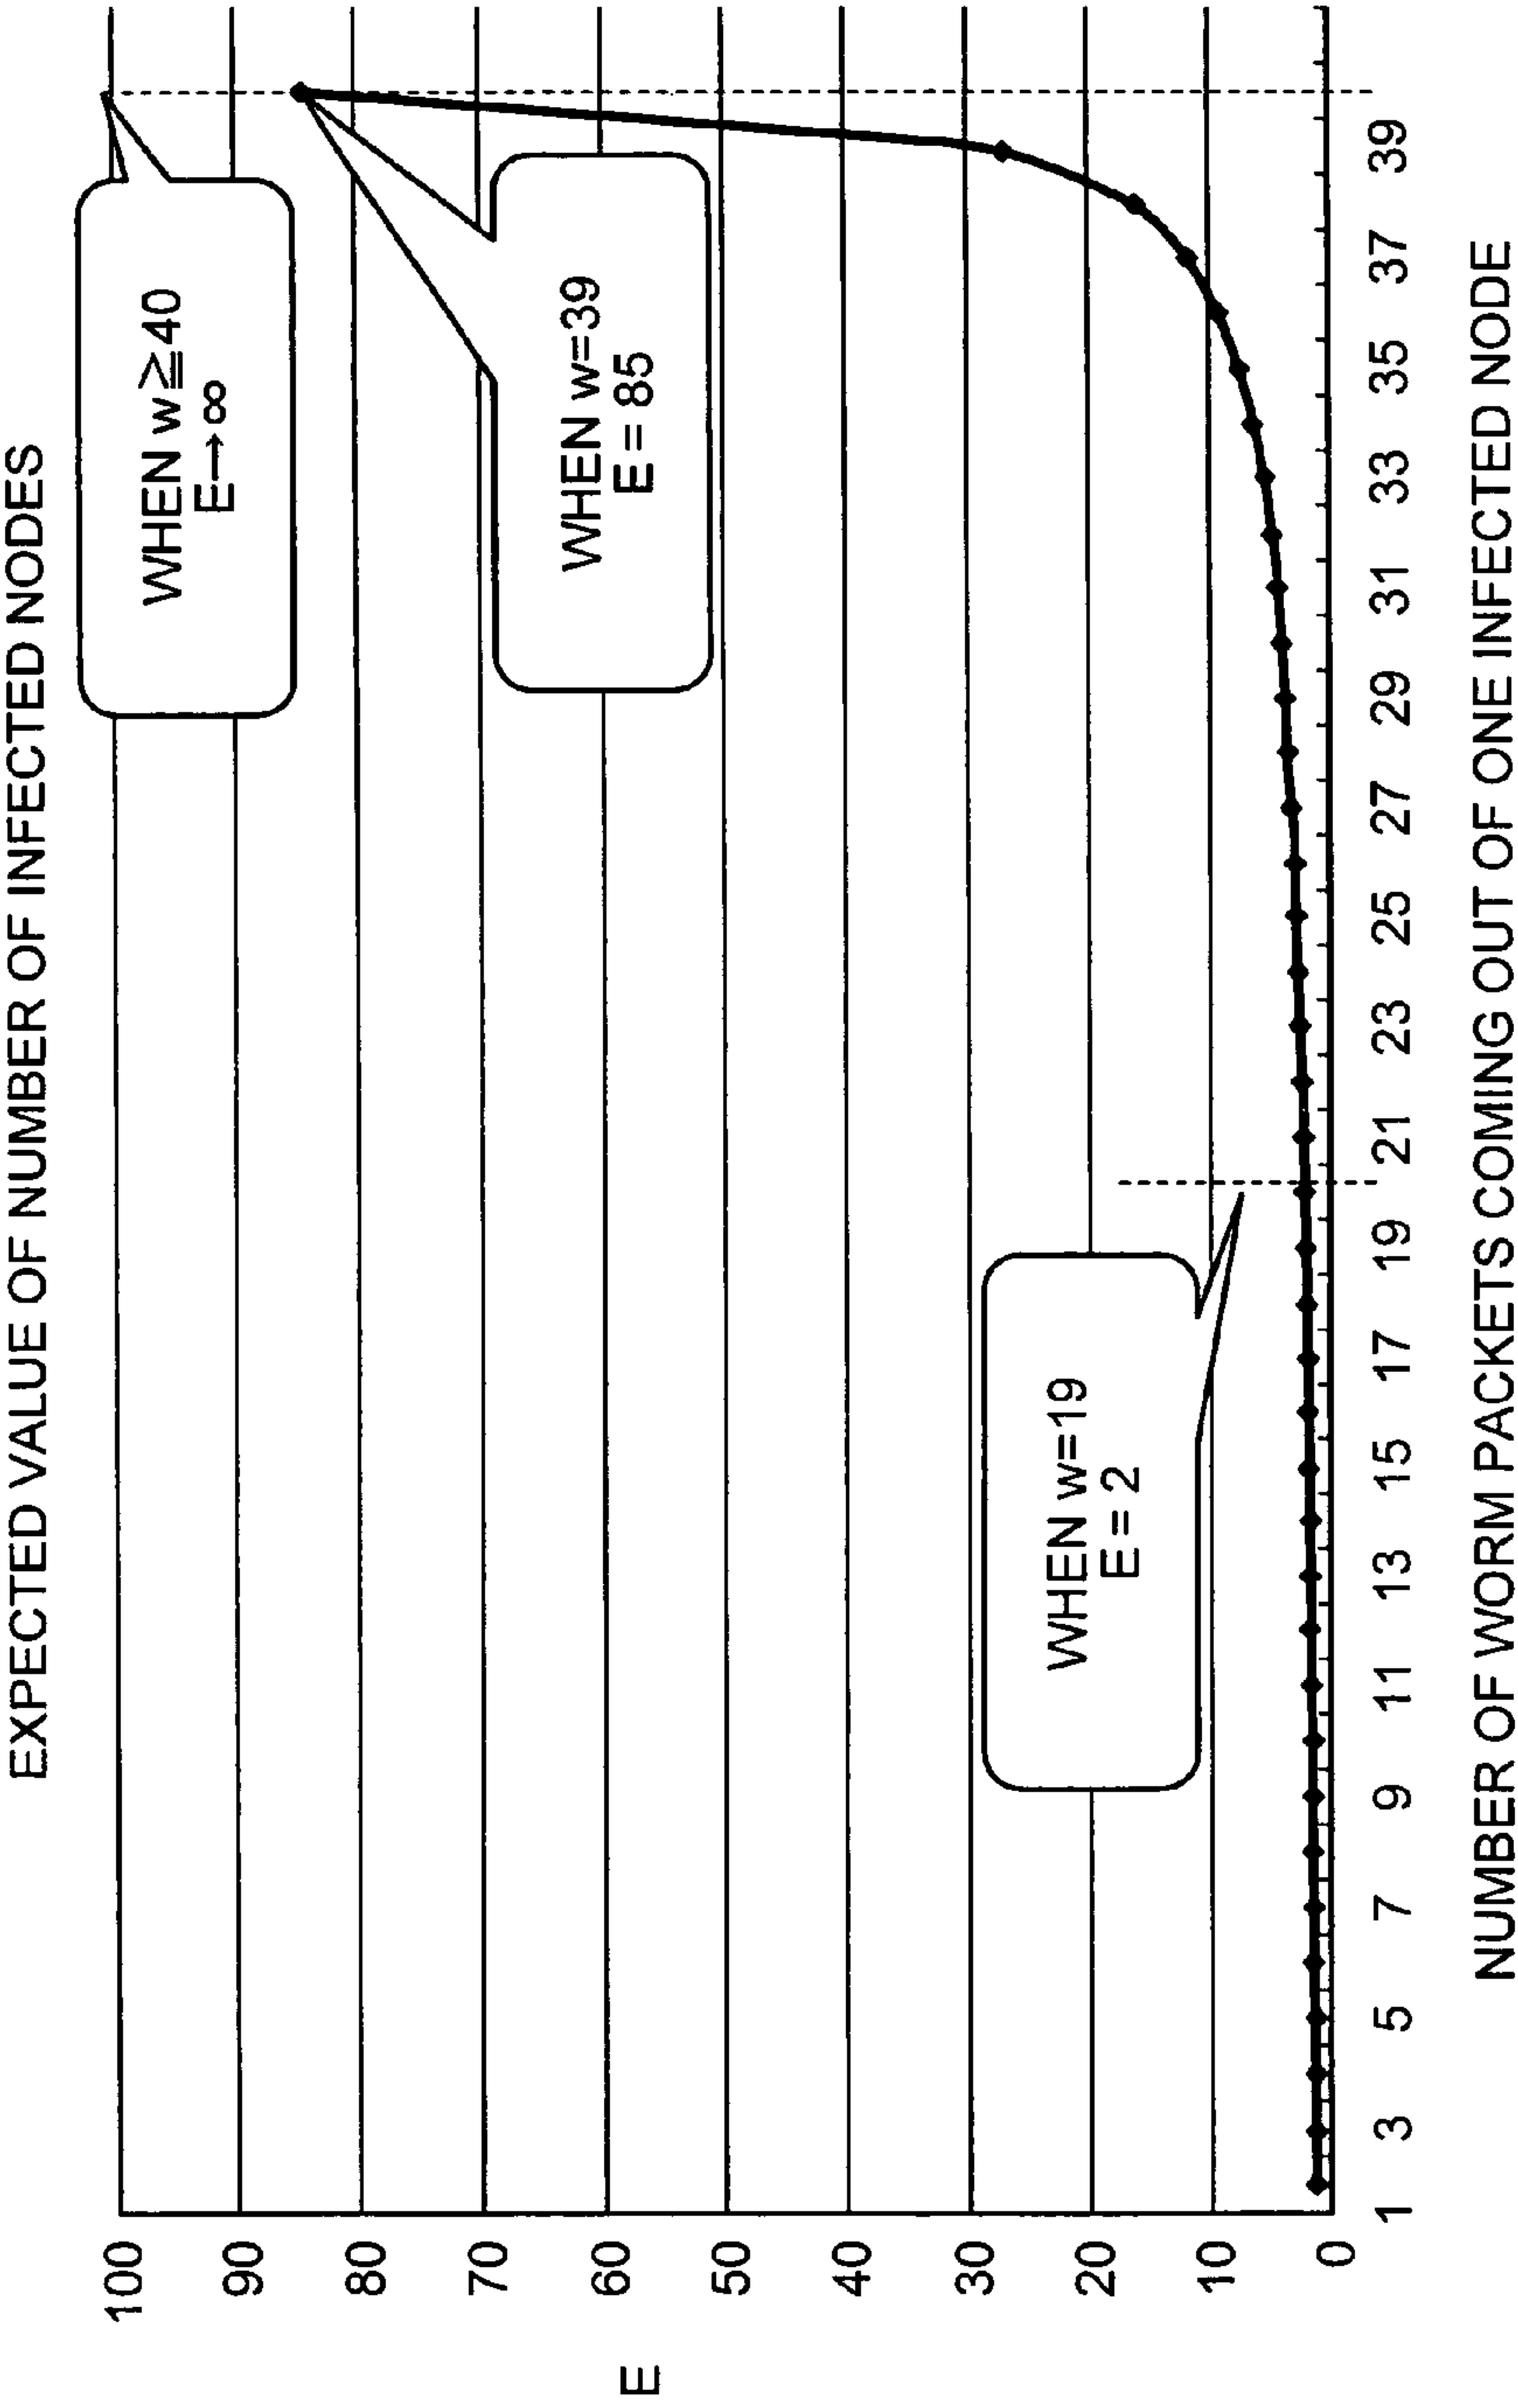 EXPECTED VALUE OF NUMBER OF INFECTED NODES
E
100
90
80
70
60
50
40
30
20
10
0
WHEN w≧40
E→∞
WHEN w=39
E = 85
WHEN w=19
E = 2
1 3 5 7 9 11 13 15 17 19 21 23 25 27 29 31 33 35 37 39
NUMBER OF WORM PACKETS COMING OUT OF ONE INFECTED NODE